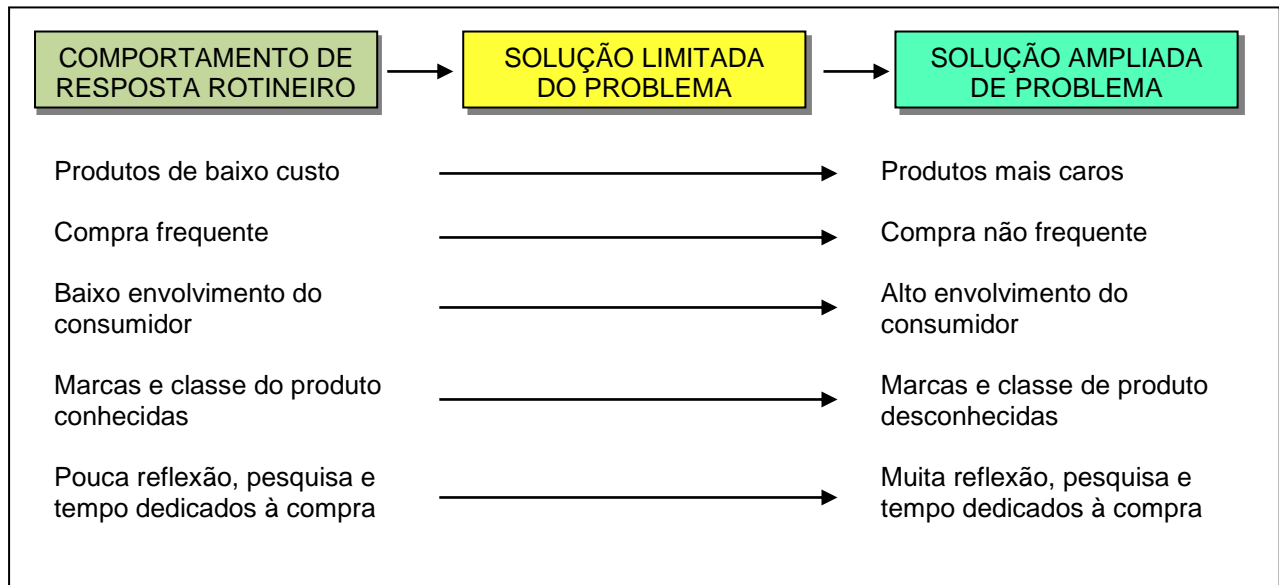 COMPORTAMENTO DE
RESPOSTA ROTINEIRO
SOLUÇÃO LIMITADA
DO PROBLEMA
SOLUÇÃO AMPLIADA
DE PROBLEMA
Produtos de baixo custo
Produtos mais caros
Compra frequente
Compra não frequente
Baixo envolvimento do
consumidor
Alto envolvimento do
consumidor
Marcas e classe do produto
conhecidas
Marcas e classe de produto
desconhecidas
Pouca reflexão, pesquisa e
tempo dedicados à compra
Muita reflexão, pesquisa e
tempo dedicados à compra